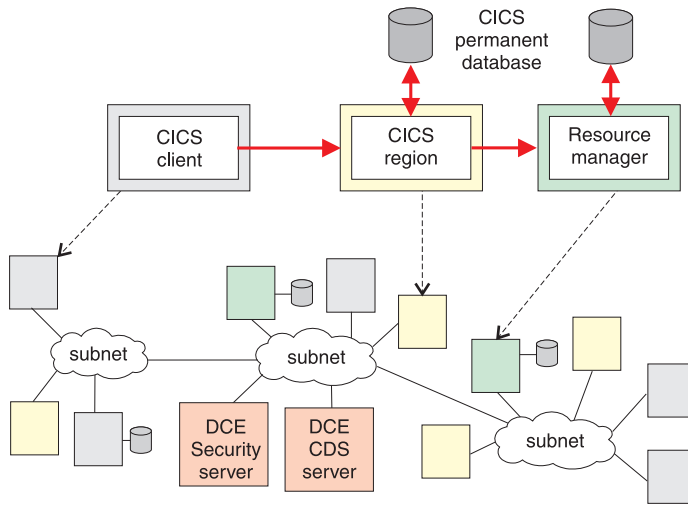 CICS
permanent
database
CICS
client
CICS
region
Resource
manager
subnet
subnet
DCE
Security
server
DCE
CDS
server
subnet